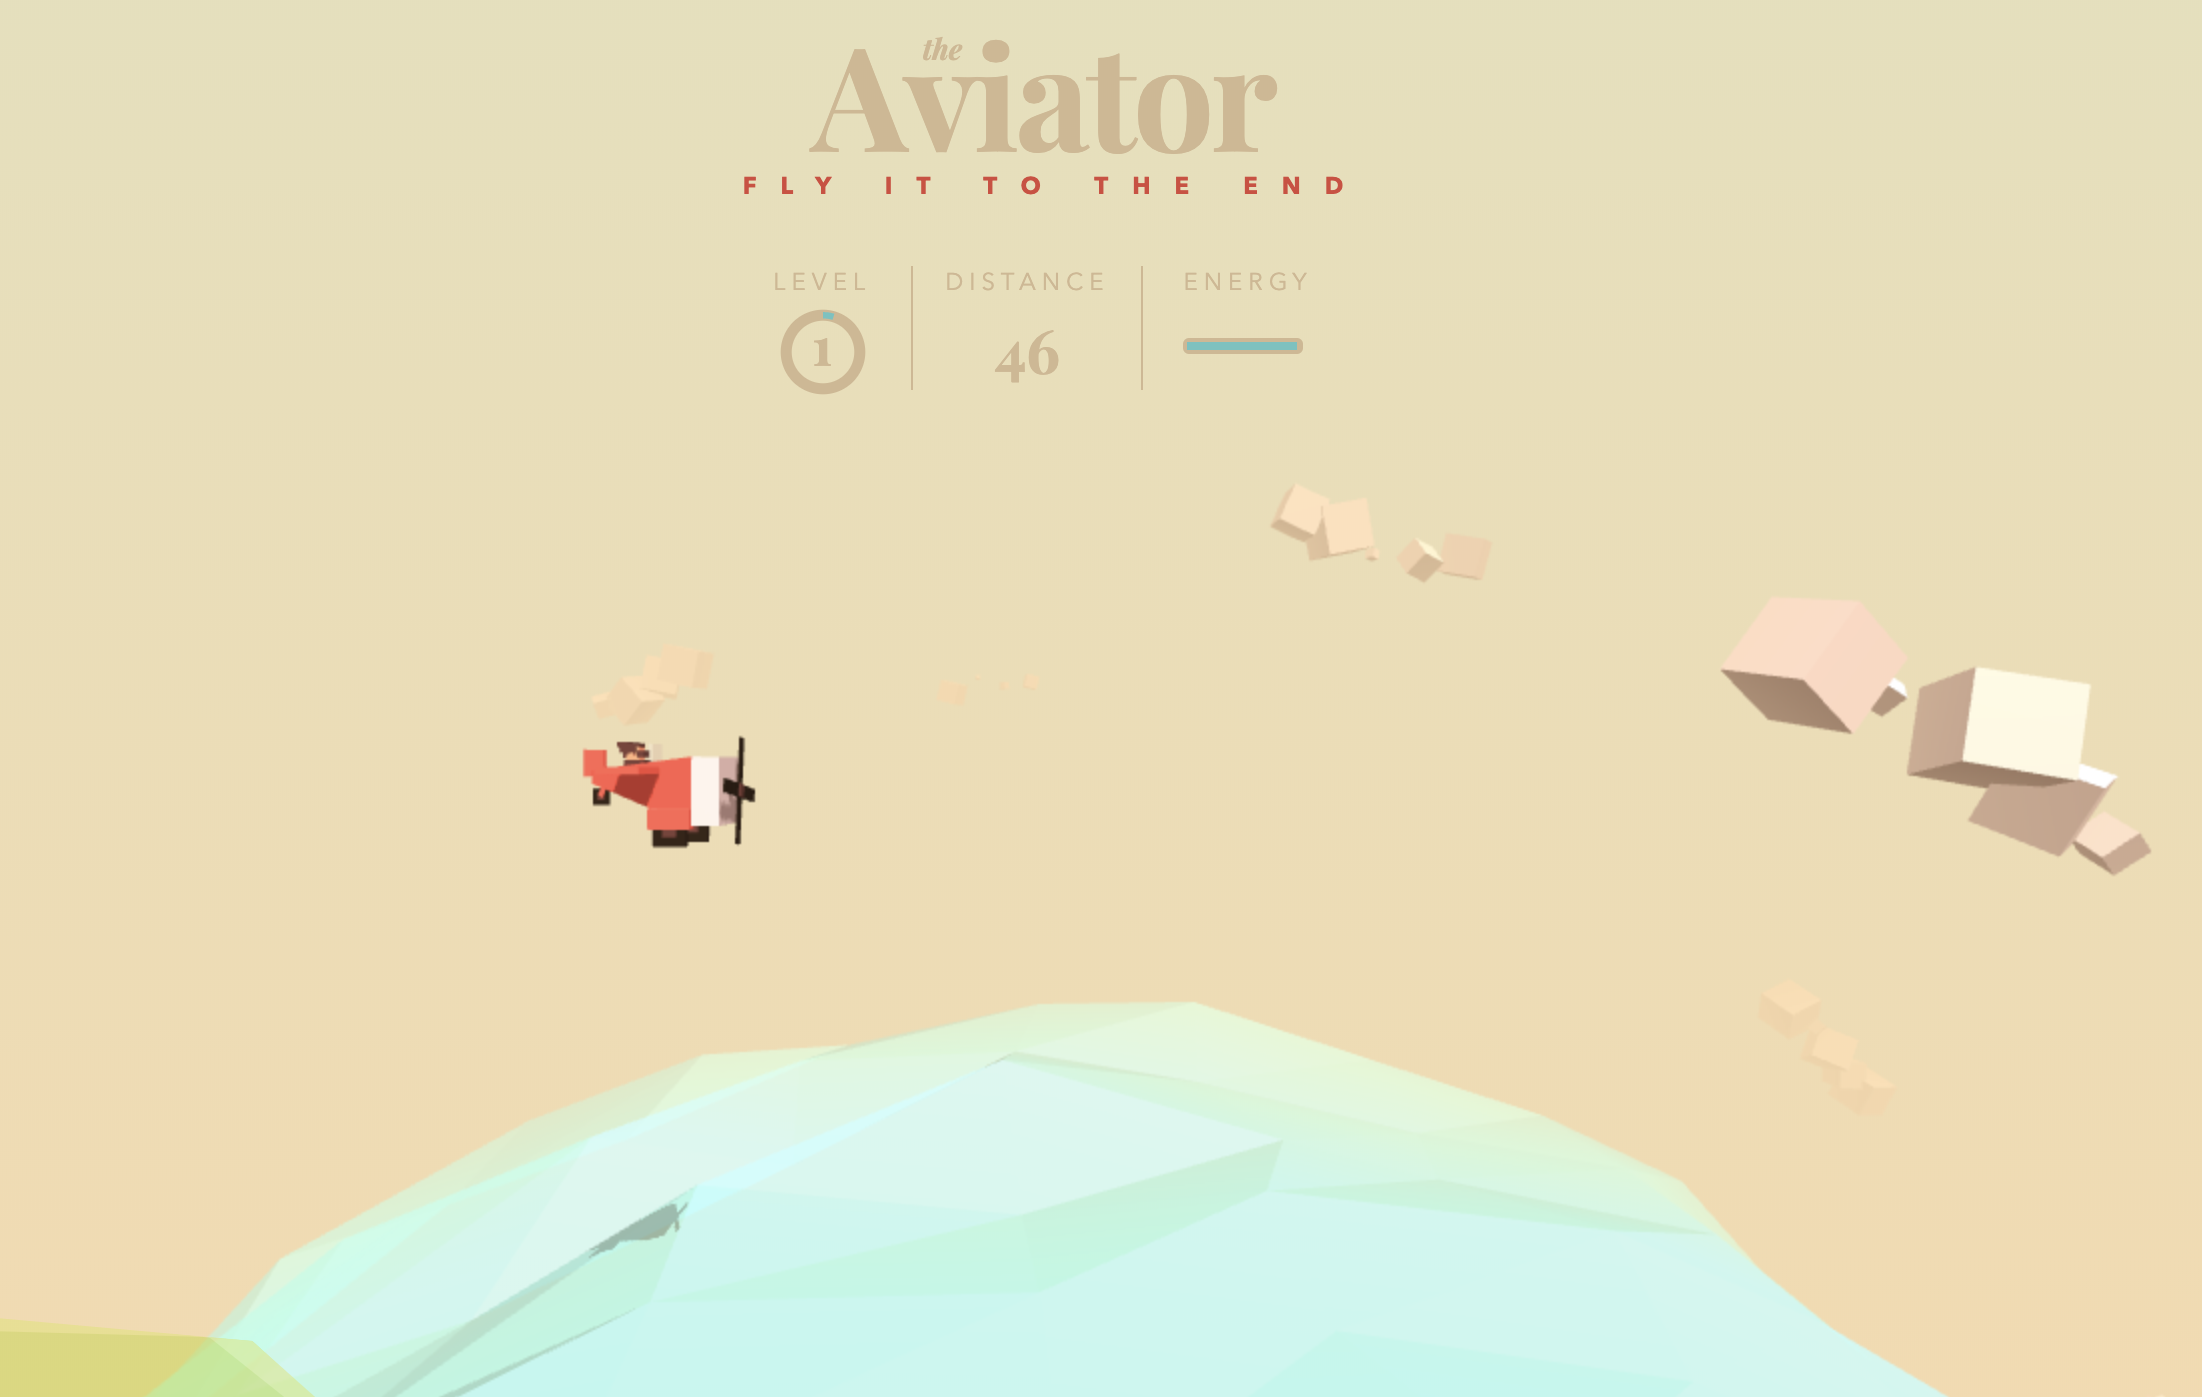 the
Aviator
FLY IT TO THE END
LEVEL DISTANCE ENERGY
1 46